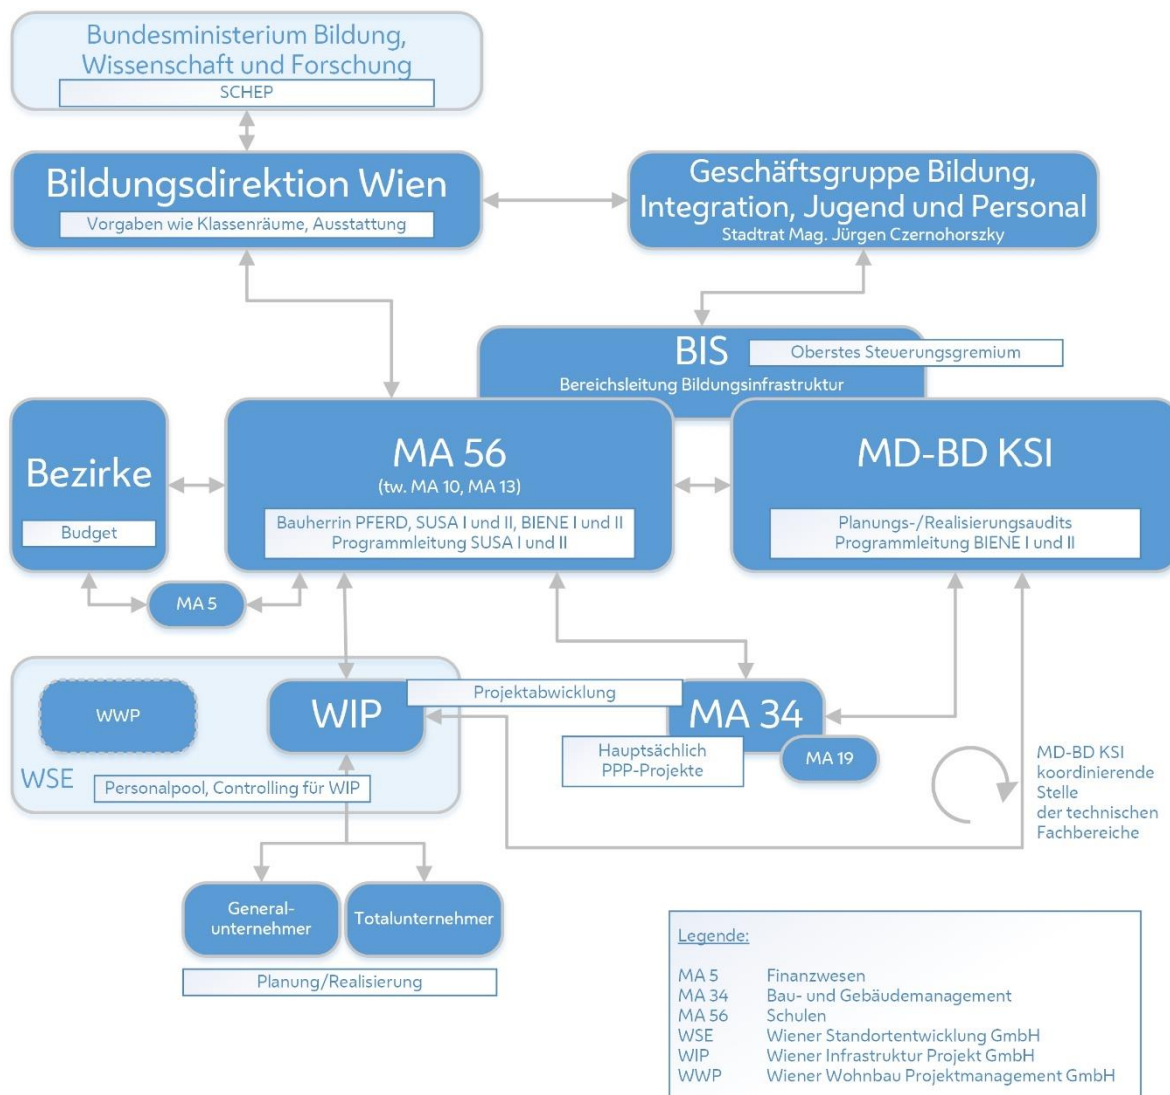 Bundesministerium Bildung,
Wissenschaft und Forschung
SCHEP
Bildungsdirektion Wien
Vorgaben wie Klassenräume, Ausstattung
Geschäftsgruppe Bildung,
Integration, Jugend und Personal
Stadtrat Mag. Jürgen Czernohorszky
BIS
Oberstes Steuerungsgremium
Bereichsleitung Bildungsinfrastruktur
Bezirke
Budget
MA 56
(tw. MA 10, MA 13)
Bauherrin PFERD, SUSA I und II, BIENE I und II
Programmleitung SUSA I und II
MD-BD KSI
Planungs-/Realisierungsaudits
Programmleitung BIENE I und II
MA 5
WWP
WIP
Projektabwicklung
MA 34
Hauptsächlich
PPP-Projekte
MA 19
WSE
Personalpool, Controlling für WIP
MD-BD KSI
koordinierende
Stelle
der technischen
Fachbereiche
General-
unternehmer
Totalunternehmer
Planung/Realisierung
Legende:
MA 5 Finanzwesen
MA 34 Bau- und Gebäudemanagement
MA 56 Schulen
WSE Wiener Standortentwicklung GmbH
WIP Wiener Infrastruktur Projekt GmbH
WWP Wiener Wohnbau Projektmanagement GmbH